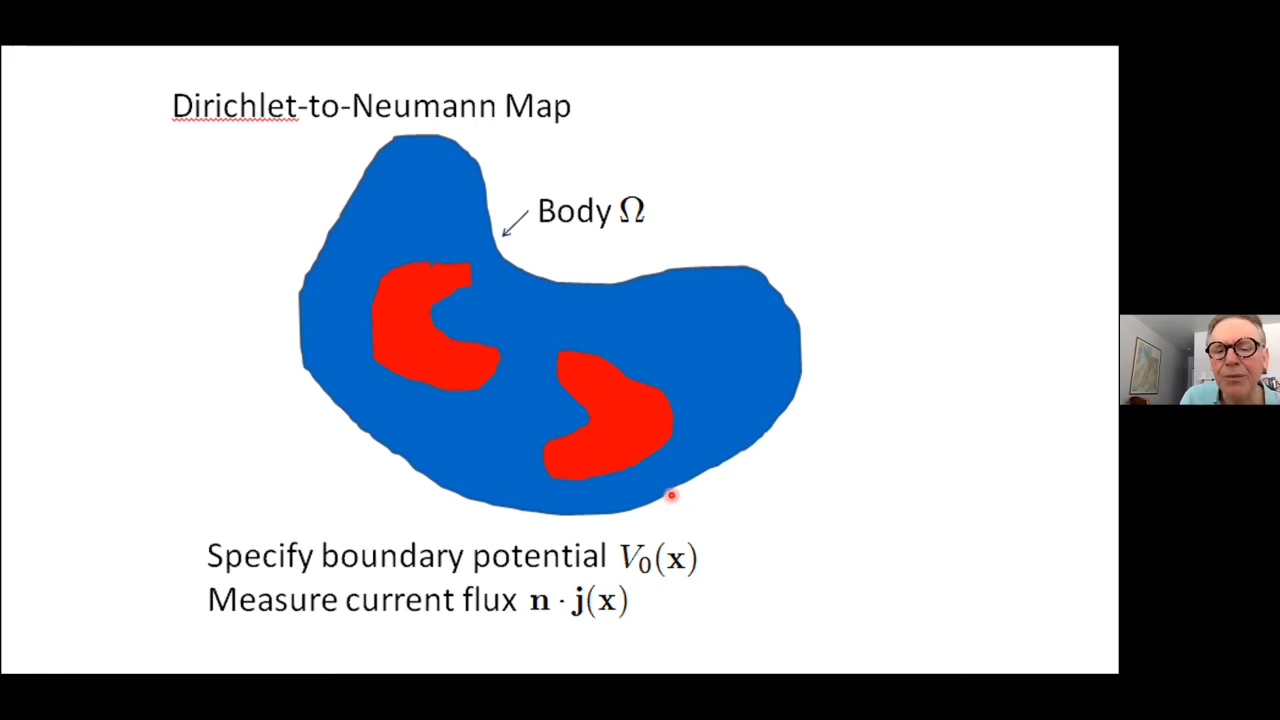 Dirichlet-to-Neumann Map
Body Ω
Specify boundary potential V₀(x)
Measure current flux n · j(x)